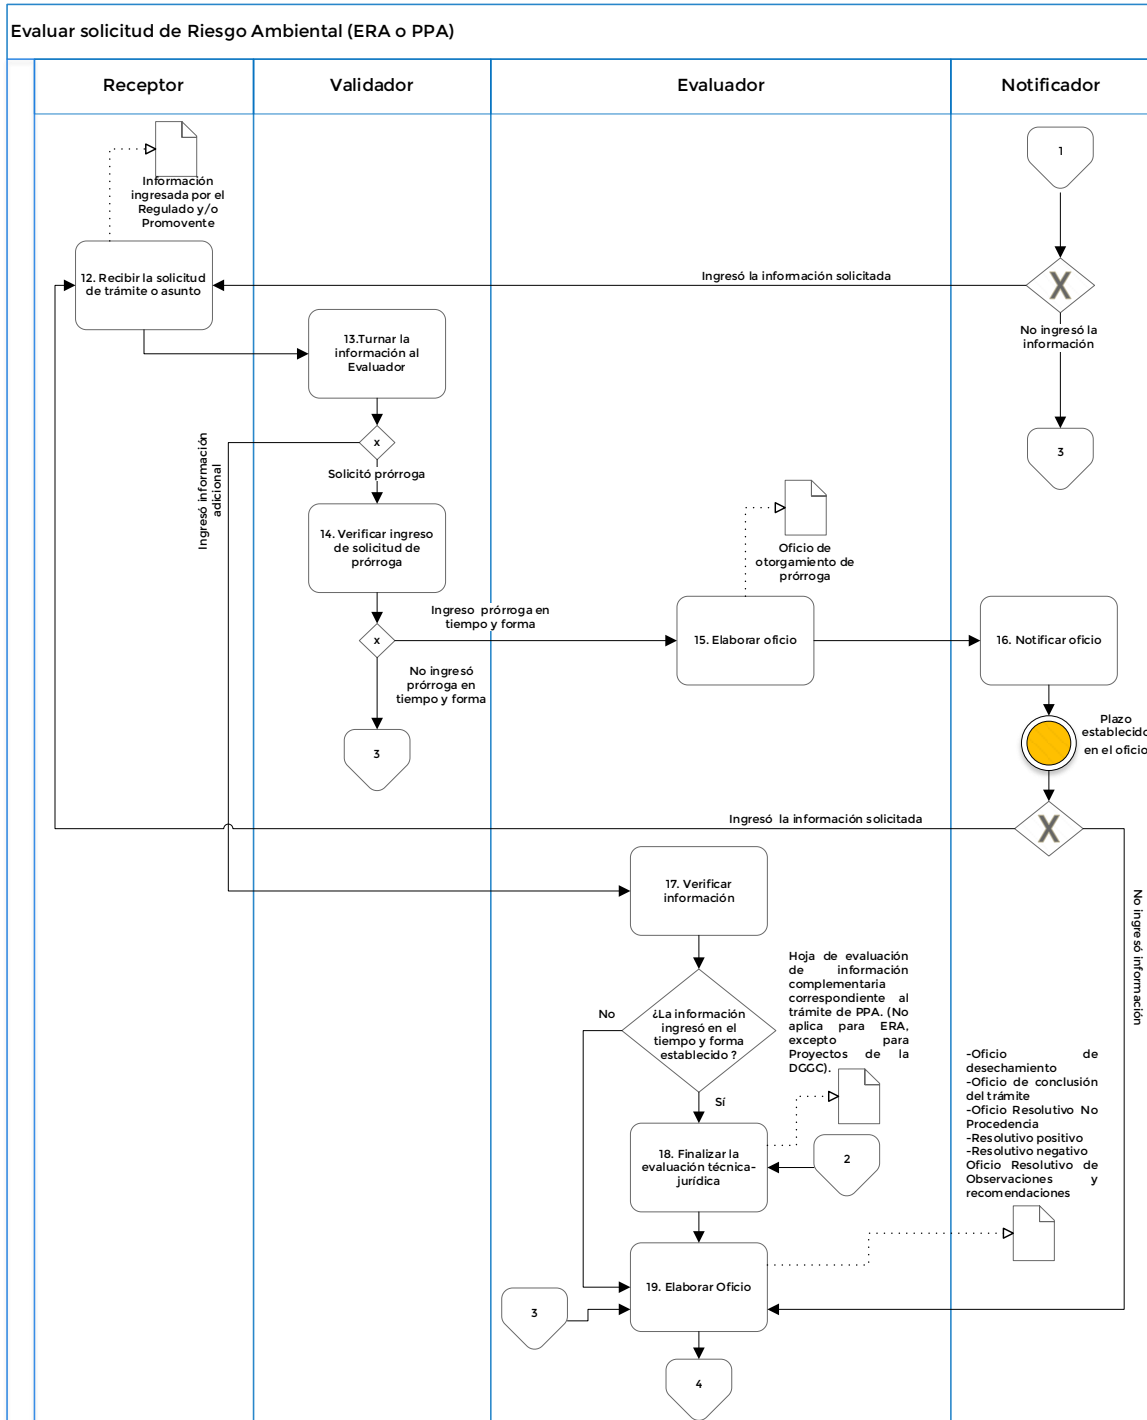 Evaluar solicitud de Riesgo Ambiental (ERA o PPA)
Receptor
Validador
Evaluador
Notificador
1
Información
ingresada por el
Regulado y/o
Promovente
12. Recibir la solicitud
de trámite o asunto
Ingresó la información solicitada
X
No ingresó la
información
13.Turnar la
información al
Evaluador
3
x
Ingresó información
adicional
Solicitó prórroga
14. Verificar ingreso
de solicitud de
prórroga
Oficio de
otorgamiento de
prórroga
Ingreso prórroga en
tiempo y forma
x
15. Elaborar oficio
16. Notificar oficio
No ingresó
prórroga en
tiempo y forma
3
Plazo
establecido
en el oficio
Ingresó la información solicitada
X
17. Verificar
información
No ingresó información
Hoja de evaluación
de información
complementaria
correspondiente al
trámite de PPA. (No
aplica para ERA,
excepto para
Proyectos de la
DGGC).
No
¿La información
ingresó en el
tiempo y forma
establecido ?
Sí
-Oficio de
desechamiento
-Oficio de conclusión
del trámite
-Oficio Resolutivo No
Procedencia
-Resolutivo positivo
-Resolutivo negativo
Oficio Resolutivo de
Observaciones y
recomendaciones
18. Finalizar la
evaluación técnica-
jurídica
2
19. Elaborar Oficio
3
4